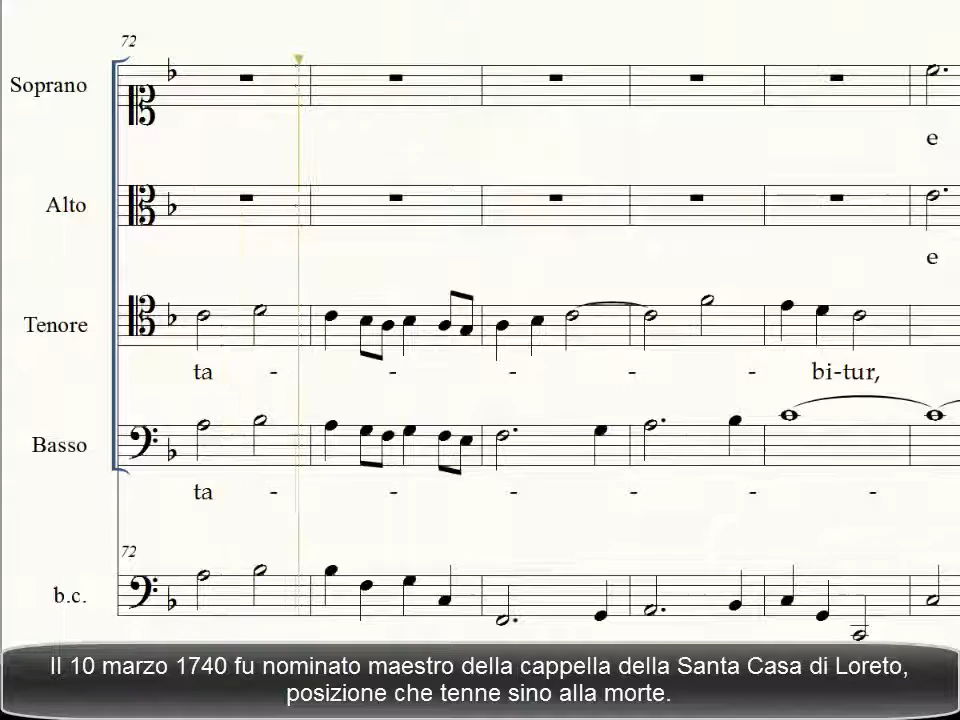 72
Soprano
e
Alto
e
Tenore
ta - - - - - bi-tur,
Basso
ta - - - - - -
72
b.c.
Il 10 marzo 1740 fu nominato maestro della cappella della Santa Casa di Loreto,
posizione che tenne sino alla morte.